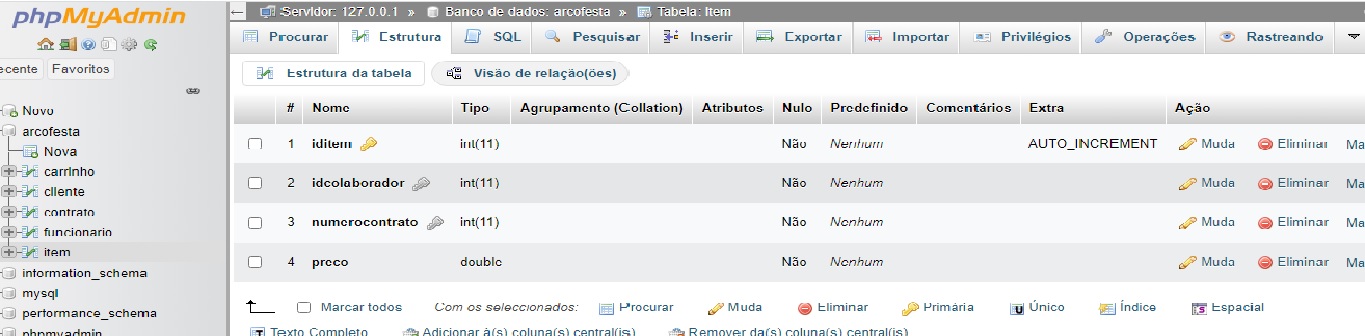 phpMyAdmin
Servidor: 127.0.0.1 » Banco de dados: arcofesta » Tabela: item
Procurar Estrutura SQL Pesquisar Inserir Exportar Importar Privilégios Operações Rastreando
ecente Favoritos
Estrutura da tabela Visão de relação(ões)
Novo
arcofesta
Nova
carrinho
cliente
contrato
funcionario
item
information_schema
mysql
performance_schema
phpmyadmin
# Nome Tipo Agrupamento (Collation) Atributos Nulo Predefinido Comentários Extra Ação
1 iditem int(11) Não Nenhum AUTO_INCREMENT Muda Eliminar Ma
2 idcolaborador int(11) Não Nenhum Muda Eliminar Ma
3 numerocontrato int(11) Não Nenhum Muda Eliminar Ma
4 preco double Não Nenhum Muda Eliminar Ma
Marcar todos Com os seleccionados: Procurar Muda Eliminar Primária Único Índice Espacial
Texto Completo Adicionar à(s) coluna(s) central(is) Remover da(s) coluna(s) central(is)